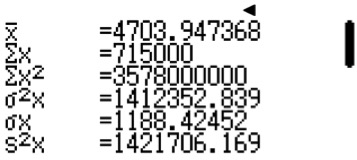 x̄ =4703.947368
Σx =715000
Σx² =3578000000
σ²x =1412352.839
σx =1188.42452
s²x =1421706.169